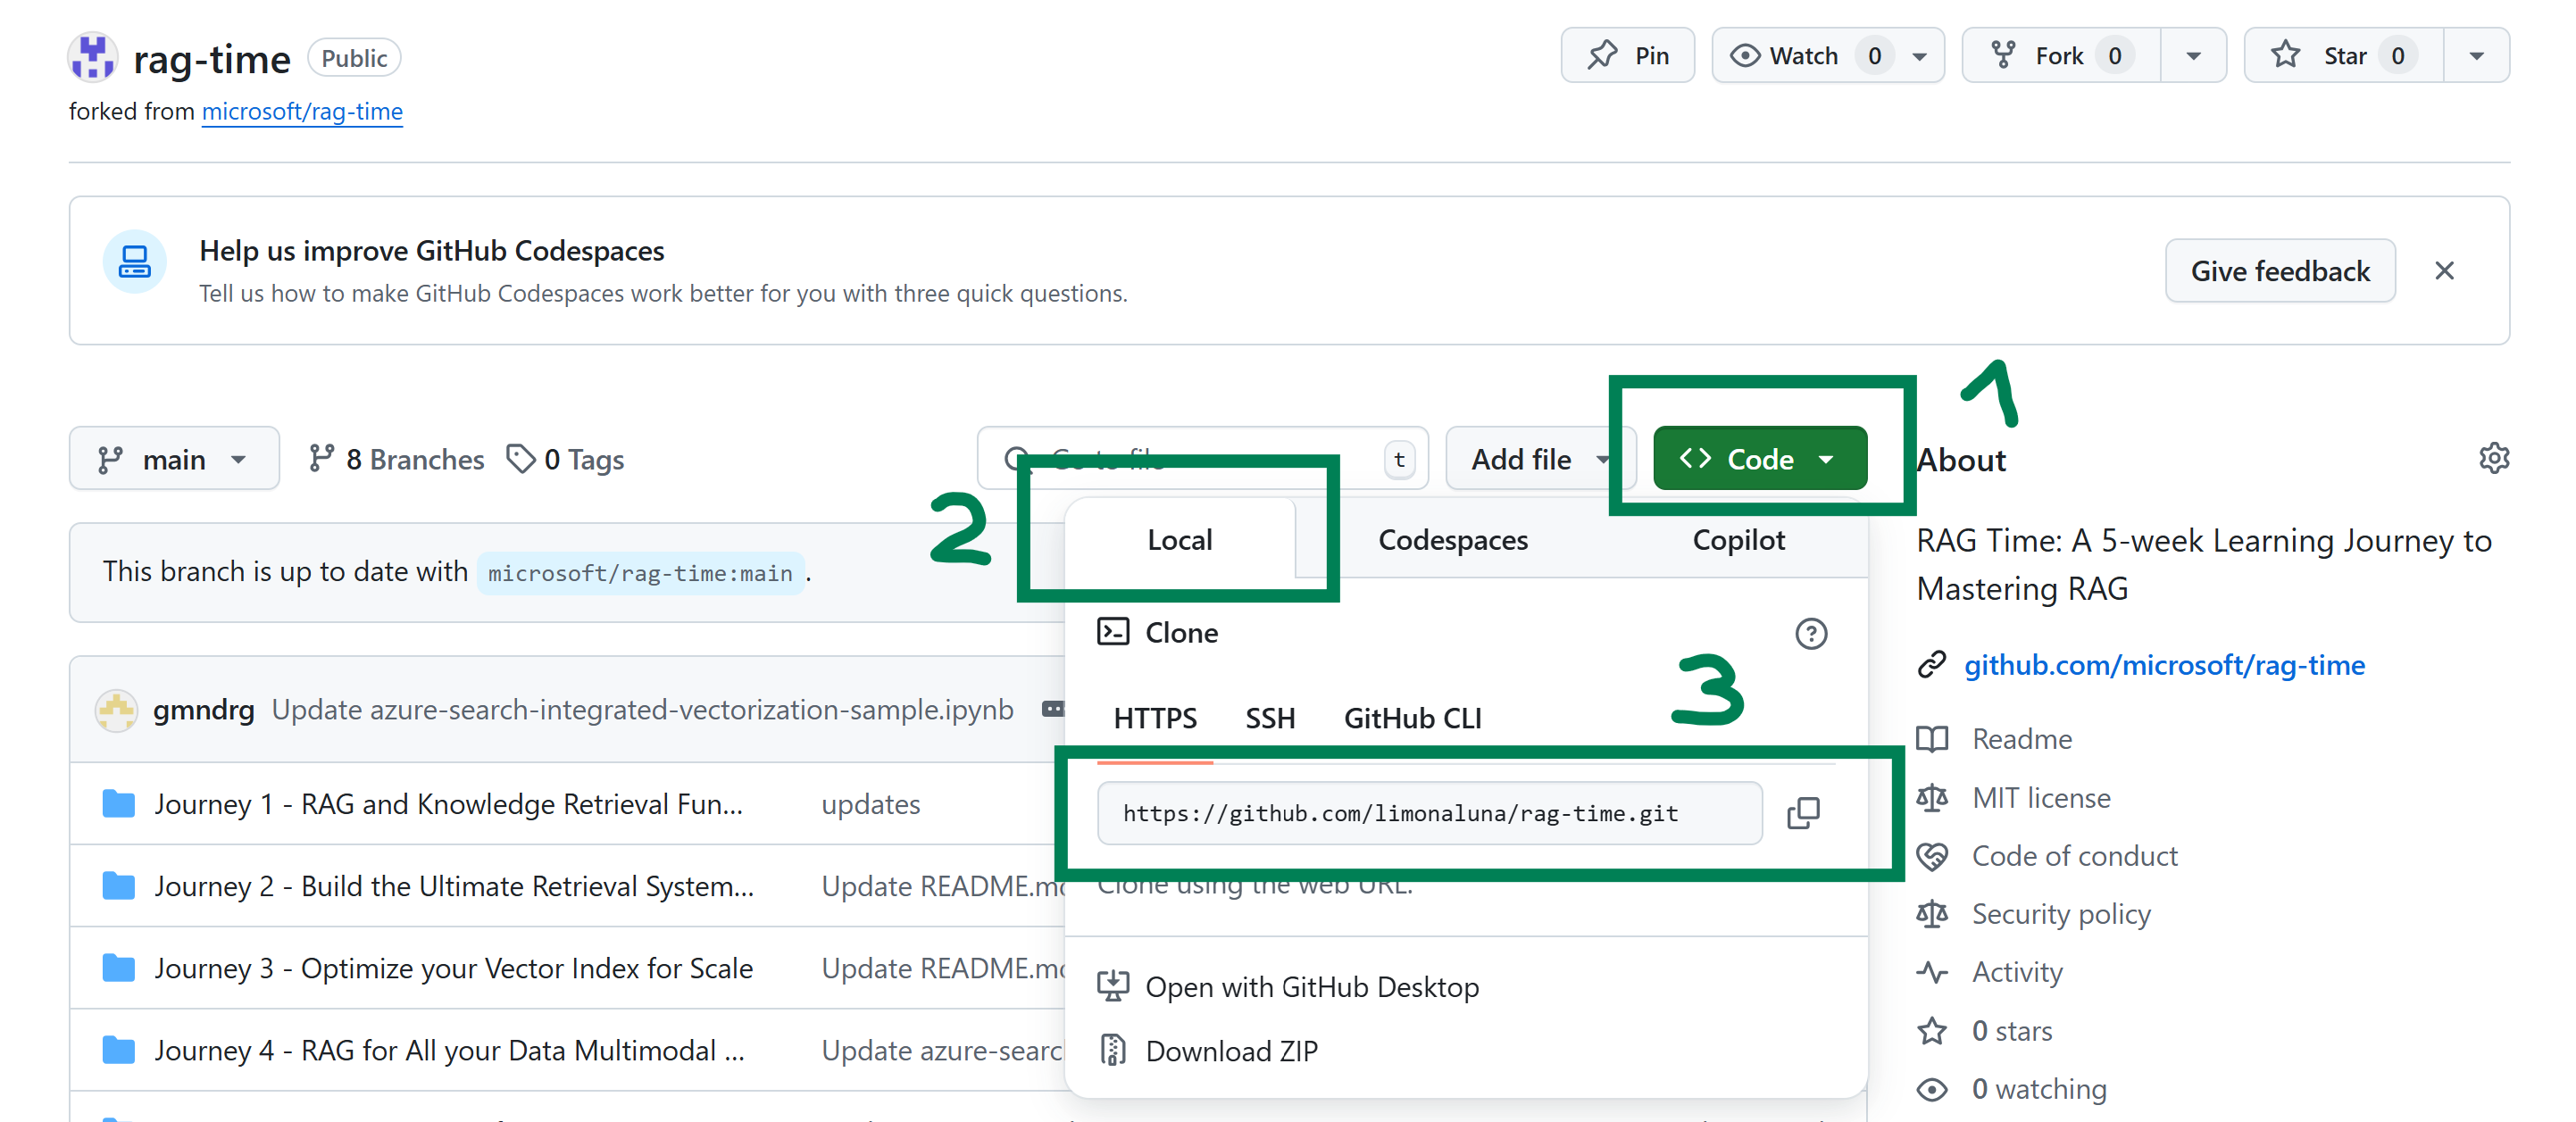 rag-time Public
forked from microsoft/rag-time
Pin
Watch 0
Fork 0
Star 0
Help us improve GitHub Codespaces
Tell us how to make GitHub Codespaces work better for you with three quick questions.
Give feedback
1
main
8 Branches
0 Tags
Go to file
t
Add file
Code
About
2
Local
Codespaces
Copilot
This branch is up to date with microsoft/rag-time:main.
RAG Time: A 5-week Learning Journey to
Mastering RAG
Clone
3
github.com/microsoft/rag-time
gmndrg Update azure-search-integrated-vectorization-sample.ipynb
HTTPS
SSH
GitHub CLI
Readme
https://github.com/limonaluna/rag-time.git
MIT license
Journey 1 - RAG and Knowledge Retrieval Fun...
updates
Clone using the web URL.
Code of conduct
Journey 2 - Build the Ultimate Retrieval System...
Update README.
Security policy
Journey 3 - Optimize your Vector Index for Scale
Update README.
Open with GitHub Desktop
Activity
Journey 4 - RAG for All your Data Multimodal ...
Update azure-searc
Download ZIP
0 stars
0 watching